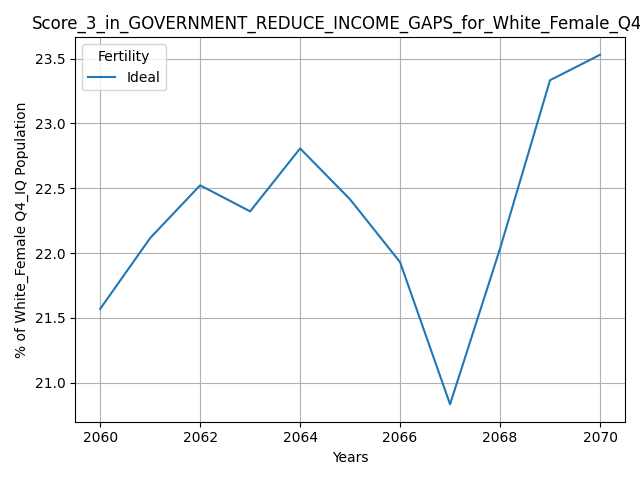 Score_3_in_GOVERNMENT_REDUCE_INCOME_GAPS_for_White_Female_Q4
Fertility
Ideal
% of White_Female Q4_IQ Population
23.5
23.0
22.5
22.0
21.5
21.0
2060 2062 2064 2066 2068 2070
Years